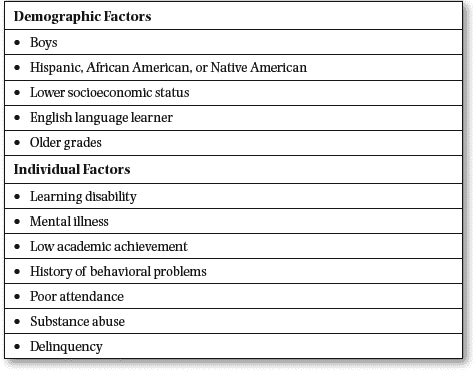 Demographic Factors
• Boys
• Hispanic, African American, or Native American
• Lower socioeconomic status
• English language learner
• Older grades
Individual Factors
• Learning disability
• Mental illness
• Low academic achievement
• History of behavioral problems
• Poor attendance
• Substance abuse
• Delinquency